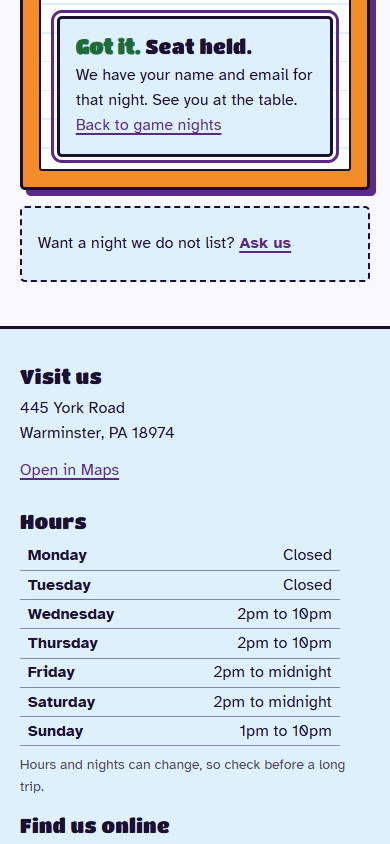 Got it. Seat held.
We have your name and email for
that night. See you at the table.
Back to game nights
Want a night we do not list? Ask us
Visit us
445 York Road
Warminster, PA 18974
Open in Maps
Hours
Monday Closed
Tuesday Closed
Wednesday 2pm to 10pm
Thursday 2pm to 10pm
Friday 2pm to midnight
Saturday 2pm to midnight
Sunday 1pm to 10pm
Hours and nights can change, so check before a long
trip.
Find us online